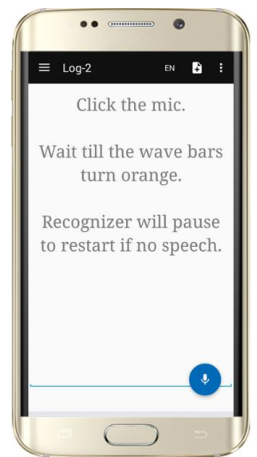 Log-2 EN
Click the mic.
Wait till the wave bars
turn orange.
Recognizer will pause
to restart if no speech.